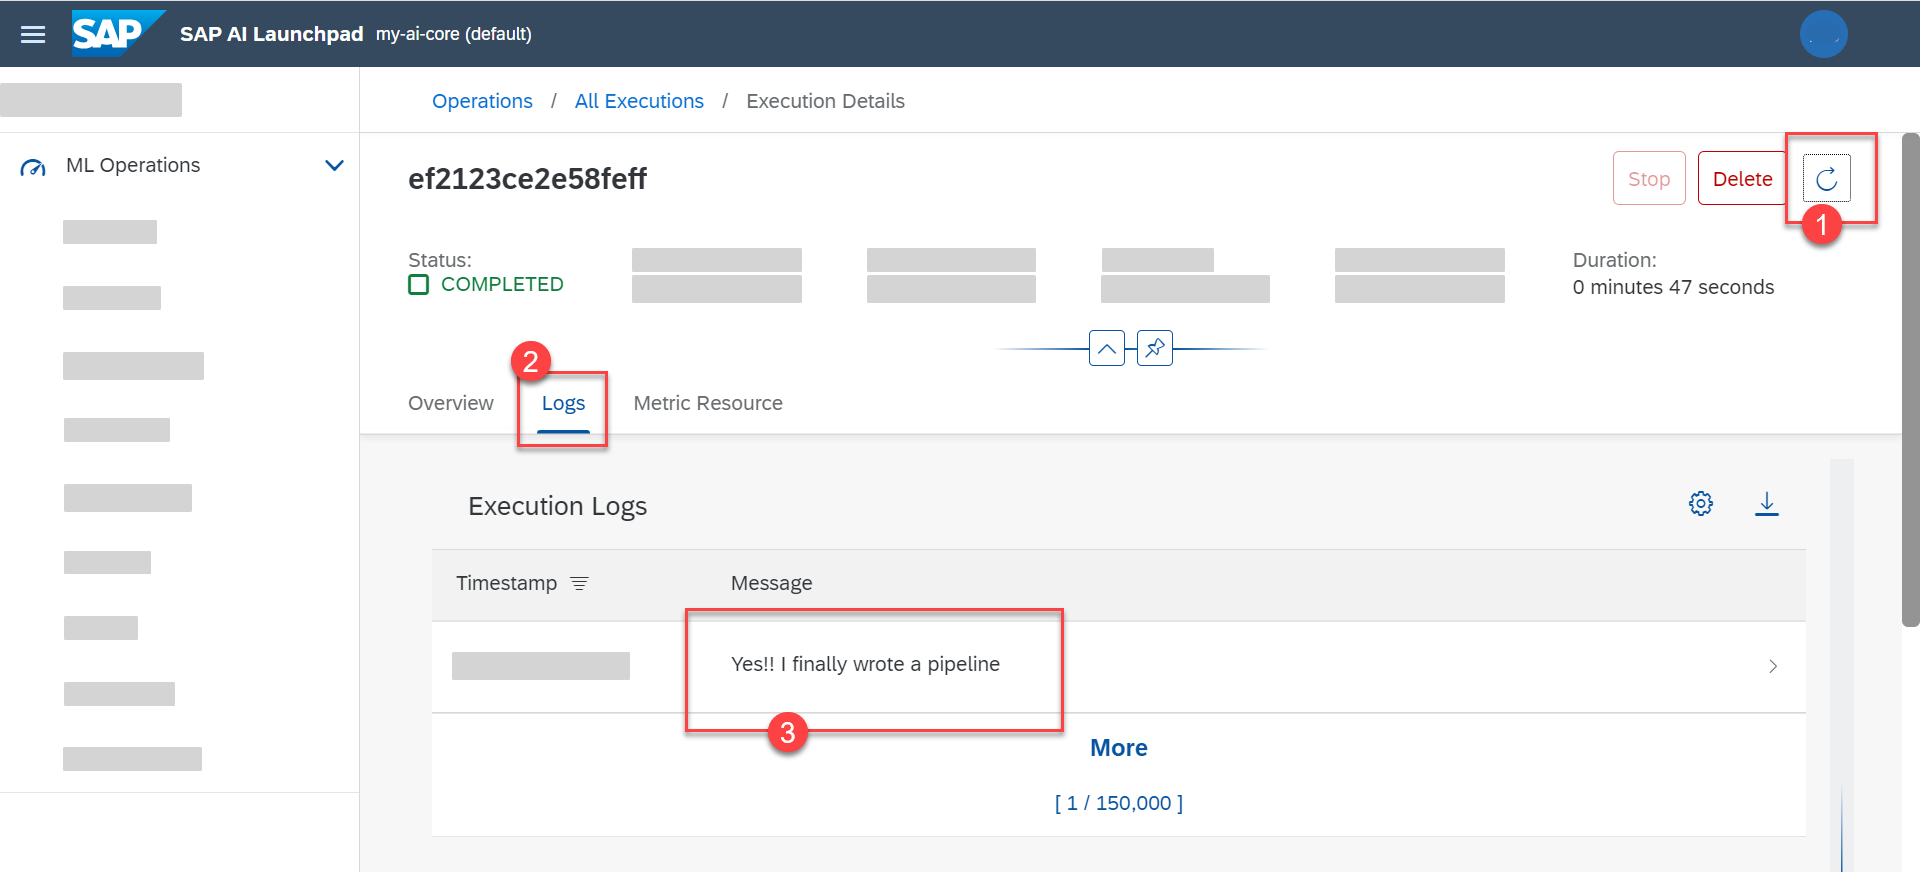 SAP SAP AI Launchpad my-ai-core (default)
Operations / All Executions / Execution Details
ML Operations
ef2123ce2e58feff
Stop Delete
1
Status:
COMPLETED
Duration:
0 minutes 47 seconds
2
Overview Logs Metric Resource
Execution Logs
Timestamp Message
Yes!! I finally wrote a pipeline
3
More
[ 1 / 150,000 ]